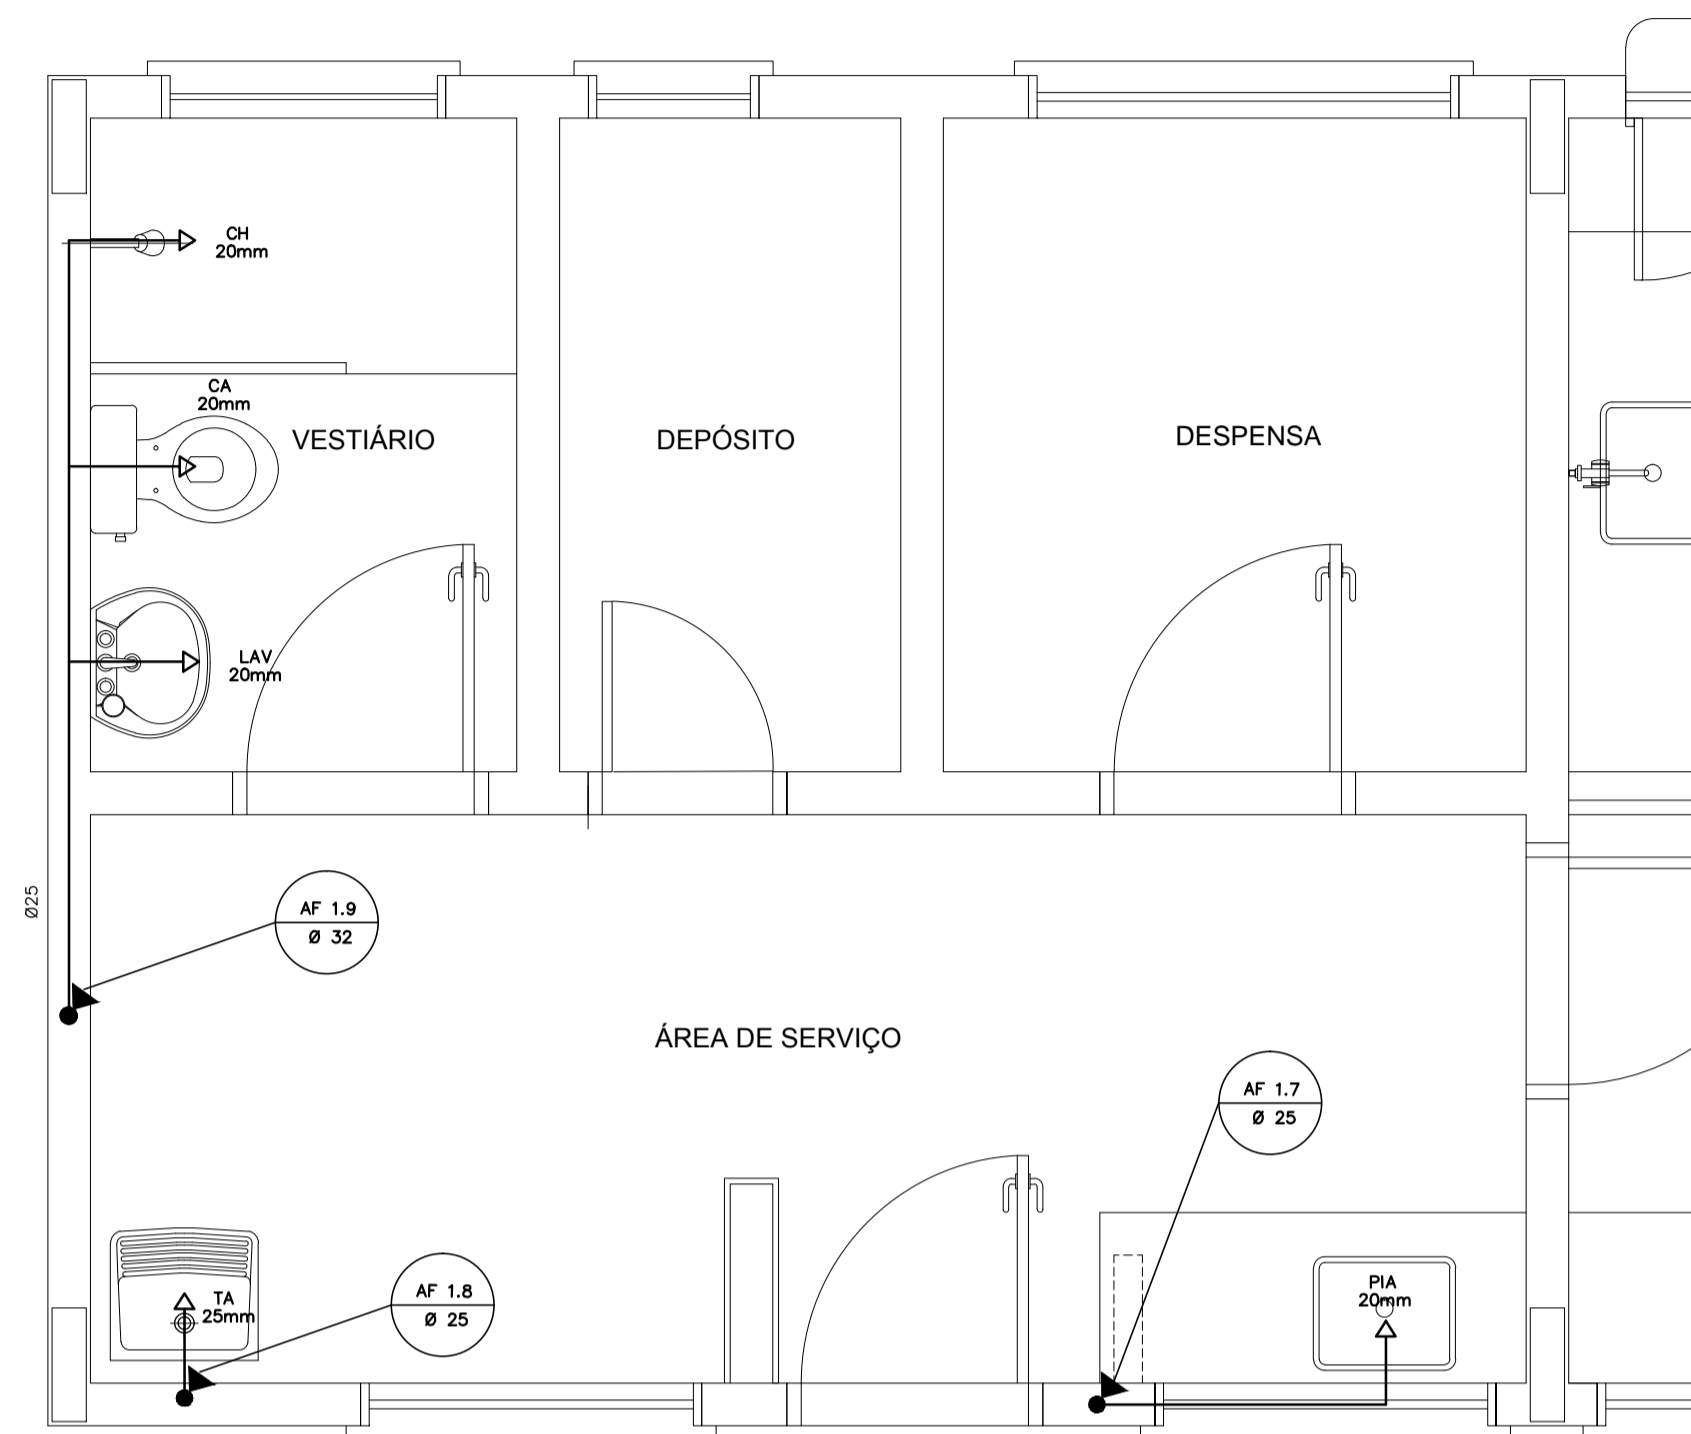 CH
20mm
CA
20mm
VESTIÁRIO
DEPÓSITO
DESPENSA
LAV
20mm
Ø25
AF 1.9
Ø 32
ÁREA DE SERVIÇO
AF 1.7
Ø 25
AF 1.8
Ø 25
TA
25mm
PIA
20mm